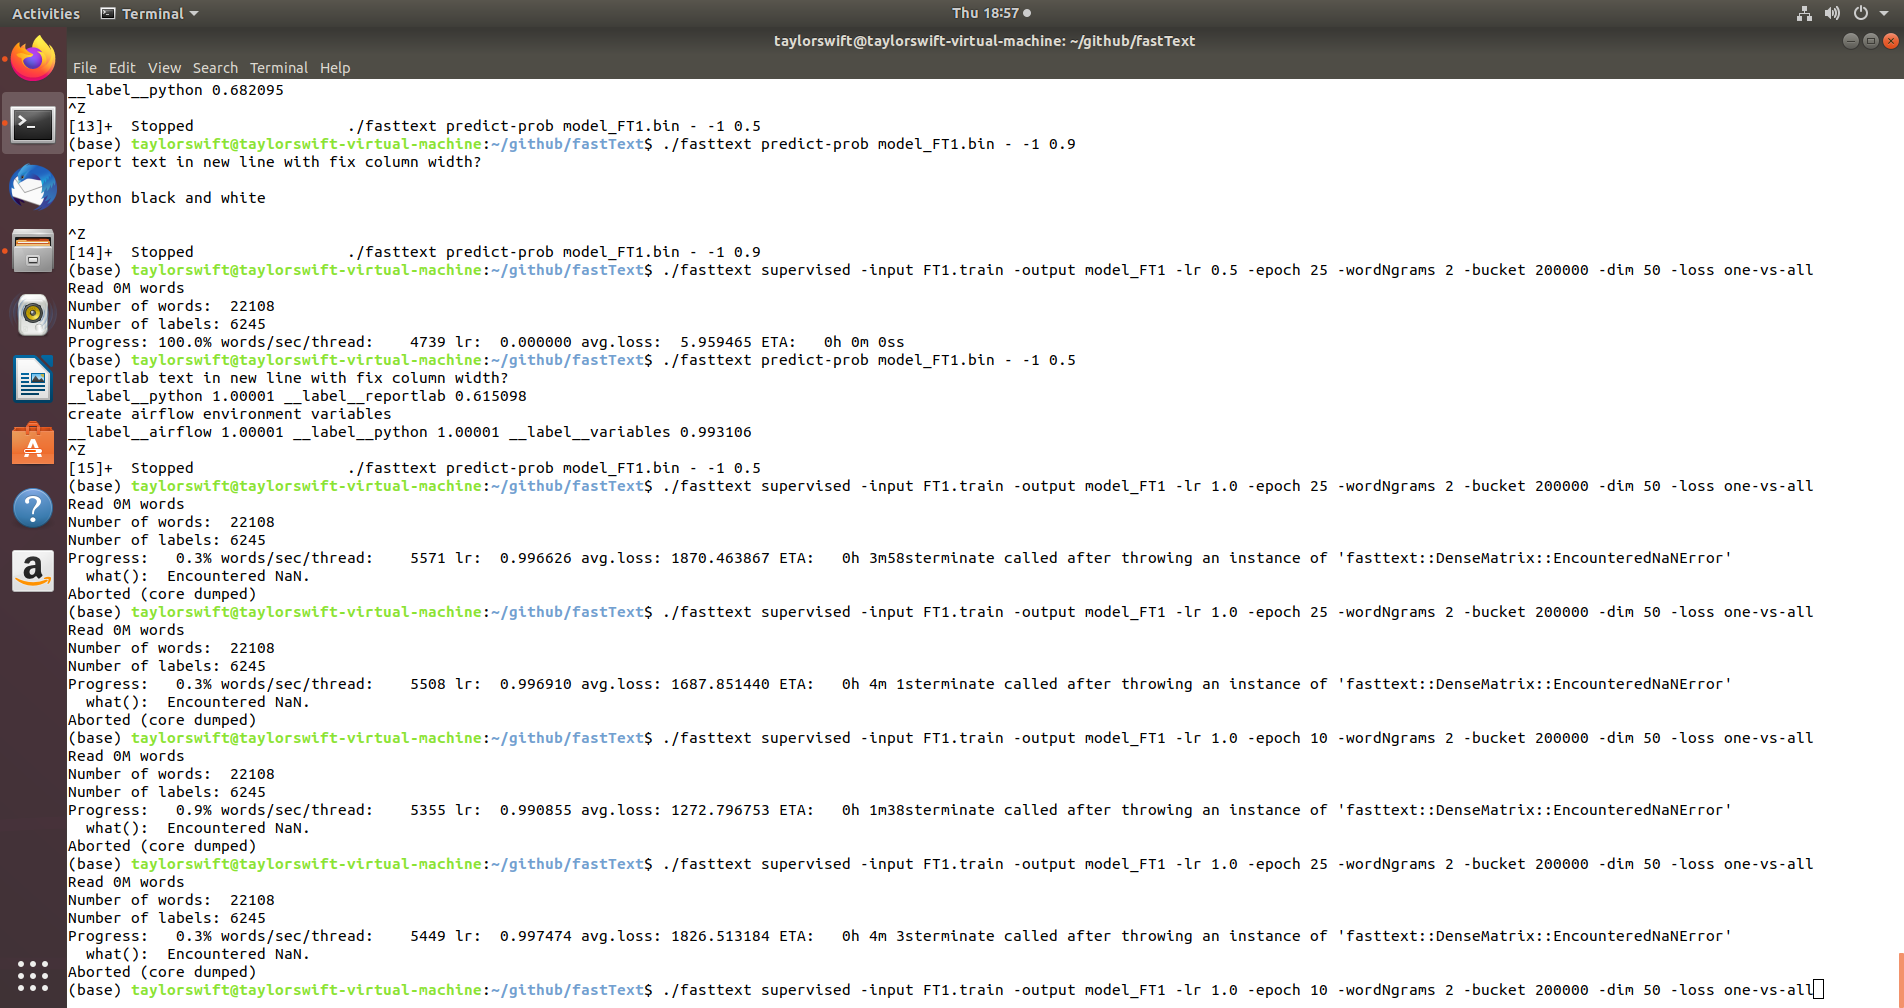 Activities Terminal Thu 18:57
taylorswift@taylorswift-virtual-machine: ~/github/fastText
File Edit View Search Terminal Help
__label__python 0.682095
^Z
[13]+  Stopped                 ./fasttext predict-prob model_FT1.bin - -1 0.5
(base) taylorswift@taylorswift-virtual-machine:~/github/fastText$ ./fasttext predict-prob model_FT1.bin - -1 0.9
report text in new line with fix column width?
python black and white
^Z
[14]+  Stopped                 ./fasttext predict-prob model_FT1.bin - -1 0.9
(base) taylorswift@taylorswift-virtual-machine:~/github/fastText$ ./fasttext supervised -input FT1.train -output model_FT1 -lr 0.5 -epoch 25 -wordNgrams 2 -bucket 200000 -dim 50 -loss one-vs-all
Read 0M words
Number of words:  22108
Number of labels: 6245
Progress: 100.0% words/sec/thread:    4739 lr:  0.000000 avg.loss:  5.959465 ETA:   0h 0m 0ss
(base) taylorswift@taylorswift-virtual-machine:~/github/fastText$ ./fasttext predict-prob model_FT1.bin - -1 0.5
reportlab text in new line with fix column width?
__label__python 1.00001 __label__reportlab 0.615098
create airflow environment variables
__label__airflow 1.00001 __label__python 1.00001 __label__variables 0.993106
^Z
[15]+  Stopped                 ./fasttext predict-prob model_FT1.bin - -1 0.5
(base) taylorswift@taylorswift-virtual-machine:~/github/fastText$ ./fasttext supervised -input FT1.train -output model_FT1 -lr 1.0 -epoch 25 -wordNgrams 2 -bucket 200000 -dim 50 -loss one-vs-all
Read 0M words
Number of words:  22108
Number of labels: 6245
Progress:   0.3% words/sec/thread:    5571 lr:  0.996626 avg.loss: 1870.463867 ETA:   0h 3m58sterminate called after throwing an instance of 'fasttext::DenseMatrix::EncounteredNaNError'
  what():  Encountered NaN.
Aborted (core dumped)
(base) taylorswift@taylorswift-virtual-machine:~/github/fastText$ ./fasttext supervised -input FT1.train -output model_FT1 -lr 1.0 -epoch 25 -wordNgrams 2 -bucket 200000 -dim 50 -loss one-vs-all
Read 0M words
Number of words:  22108
Number of labels: 6245
Progress:   0.3% words/sec/thread:    5508 lr:  0.996910 avg.loss: 1687.851440 ETA:   0h 4m 1sterminate called after throwing an instance of 'fasttext::DenseMatrix::EncounteredNaNError'
  what():  Encountered NaN.
Aborted (core dumped)
(base) taylorswift@taylorswift-virtual-machine:~/github/fastText$ ./fasttext supervised -input FT1.train -output model_FT1 -lr 1.0 -epoch 10 -wordNgrams 2 -bucket 200000 -dim 50 -loss one-vs-all
Read 0M words
Number of words:  22108
Number of labels: 6245
Progress:   0.9% words/sec/thread:    5355 lr:  0.990855 avg.loss: 1272.796753 ETA:   0h 1m38sterminate called after throwing an instance of 'fasttext::DenseMatrix::EncounteredNaNError'
  what():  Encountered NaN.
Aborted (core dumped)
(base) taylorswift@taylorswift-virtual-machine:~/github/fastText$ ./fasttext supervised -input FT1.train -output model_FT1 -lr 1.0 -epoch 25 -wordNgrams 2 -bucket 200000 -dim 50 -loss one-vs-all
Read 0M words
Number of words:  22108
Number of labels: 6245
Progress:   0.3% words/sec/thread:    5449 lr:  0.997474 avg.loss: 1826.513184 ETA:   0h 4m 3sterminate called after throwing an instance of 'fasttext::DenseMatrix::EncounteredNaNError'
  what():  Encountered NaN.
Aborted (core dumped)
(base) taylorswift@taylorswift-virtual-machine:~/github/fastText$ ./fasttext supervised -input FT1.train -output model_FT1 -lr 1.0 -epoch 10 -wordNgrams 2 -bucket 200000 -dim 50 -loss one-vs-all